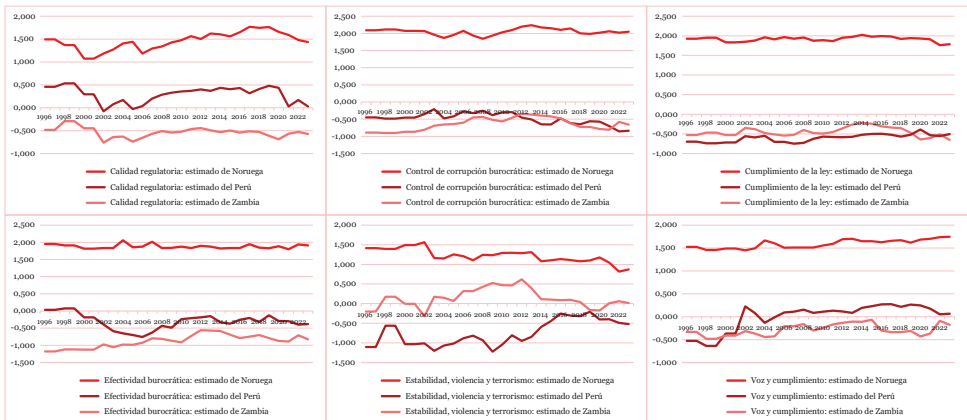 2,000
1,500
1,000
0,500
0,000
1996 1998 2000 2002 2004 2006 2008 2010 2012 2014 2016 2018 2020 2022
-0,500
-1,000
Calidad regulatoria: estimado de Noruega
Calidad regulatoria: estimado del Perú
Calidad regulatoria: estimado de Zambia
2,500
2,000
1,500
1,000
0,500
0,000
1996 1998 2000 2002 2004 2006 2008 2010 2012 2014 2016 2018 2020 2022
-0,500
-1,000
-1,500
Control de corrupción burocrática: estimado de Noruega
Control de corrupción burocrática: estimado del Perú
Control de corrupción burocrática: estimado de Zambia
2,500
2,000
1,500
1,000
0,500
0,000
1996 1998 2000 2002 2004 2006 2008 2010 2012 2014 2016 2018 2020 2022
-0,500
-1,000
Cumplimiento de la ley: estimado de Noruega
Cumplimiento de la ley: estimado del Perú
Cumplimiento de la ley: estimado de Zambia
2,500
2,000
1,500
1,000
0,500
0,000
1996 1998 2000 2002 2004 2006 2008 2010 2012 2014 2016 2018 2020 2022
-0,500
-1,000
-1,500
Efectividad burocrática: estimado de Noruega
Efectividad burocrática: estimado del Perú
Efectividad burocrática: estimado de Zambia
2,000
1,500
1,000
0,500
0,000
1996 1998 2000 2002 2004 2006 2008 2010 2012 2014 2016 2018 2020 2022
-0,500
-1,000
-1,500
Estabilidad, violencia y terrorismo: estimado de Noruega
Estabilidad, violencia y terrorismo: estimado del Perú
Estabilidad, violencia y terrorismo: estimado de Zambia
2,000
1,500
1,000
0,500
0,000
1996 1998 2000 2002 2004 2006 2008 2010 2012 2014 2016 2018 2020 2022
-0,500
-1,000
Voz y cumplimiento: estimado de Noruega
Voz y cumplimiento: estimado del Perú
Voz y cumplimiento: estimado de Zambia